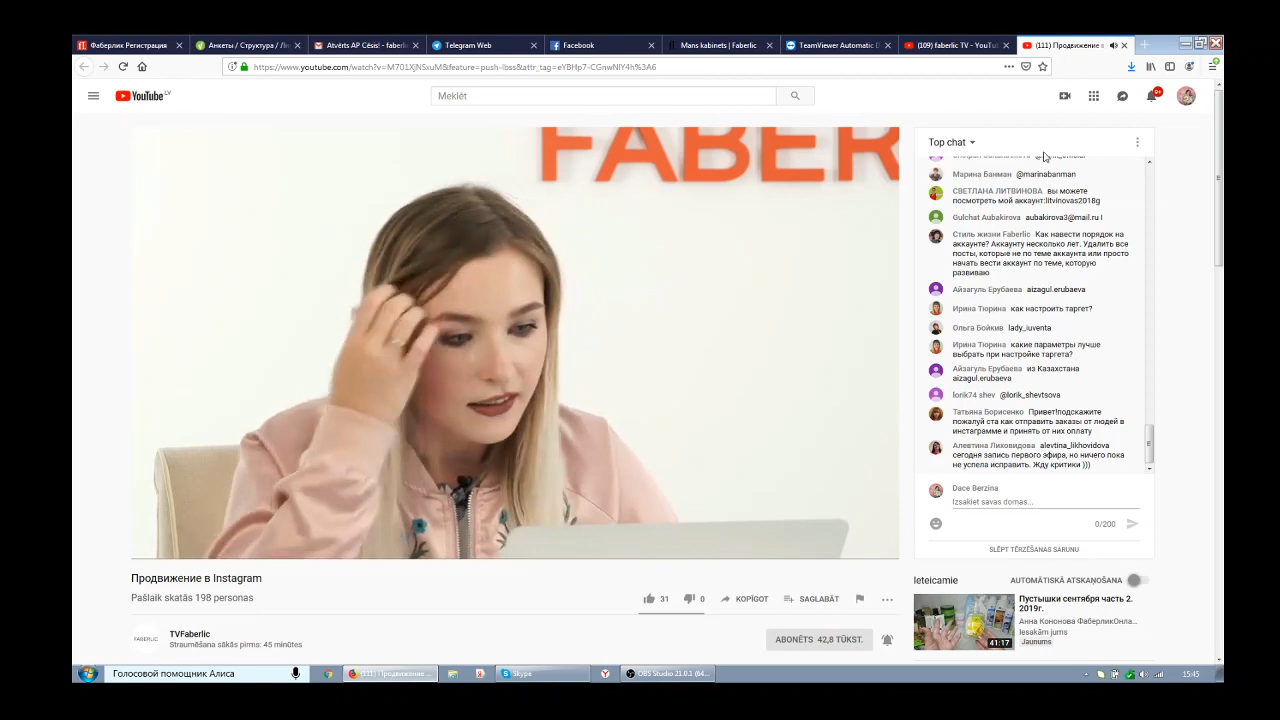 Фаберлик Регистрация
Анкеты / Структура / Ли
Atvērts AP Cēsīs! - faberlic
Telegram Web
Facebook
Mans kabinets | Faberlic
TeamViewer Automatic D
(109) faberlic TV - YouTu
(111) Продвижение в
https://www.youtube.com/watch?v=M701XjNSxuM&feature=push-lbss&attr_tag=eYBHp7-CGnwNIY4h%3A6
YouTube LV
Meklēt
9+
FABER
Top chat
Марина Банман @marinabanman
СВЕТЛАНА ЛИТВИНОВА вы можете
посмотреть мой аккаунт:litvinovas2018g
Gulchat Aubakirova aubakirova3@mail.ru I
Стиль жизни Faberlic Как навести порядок на
аккаунте? Аккаунту несколько лет. Удалить все
посты, которые не по теме аккаунта или просто
начать вести аккаунт по теме, которую
развиваю
Айзагуль Ерубаева aizagul.erubaeva
Ирина Тюрина как настроить таргет?
Ольга Бойкив lady_iuventa
Ирина Тюрина какие параметры лучше
выбрать при настройке таргета?
Айзагуль Ерубаева из Казахстана
aizagul.erubaeva
lorik74 shev @lorik_shevtsova
Татьяна Борисенко Привет!подскажите
пожалуй ста как отправить заказы от людей в
инстаграмме и принять от них оплату
Алевтина Лиховидова alevtina_likhovidova
сегодня запись первого эфира, но ничего пока
не успела исправить. Жду критики )))
Dace Berzina
Izsakiet savas domas...
0/200
SLĒPT TĒRZĒŠANAS SARUNU
Продвижение в Instagram
Pašlaik skatās 198 personas
31
0
KOPĪGOT
SAGLABĀT
TVFaberlic
Straumēšana sākās pirms: 45 minūtes
FABERLIC
ABONĒTS 42,8 TŪKST.
Ieteicamie
AUTOMĀTISKĀ ATSKAŅOŠANA
Пустышки сентября часть 2.
2019г.
Анна Кононова ФаберликОнла...
Iesakām jums
Jaunums
41:17
Голосовой помощник Алиса
(111) Продвижение ...
Skype
OBS Studio 21.0.1 (64...
15:45